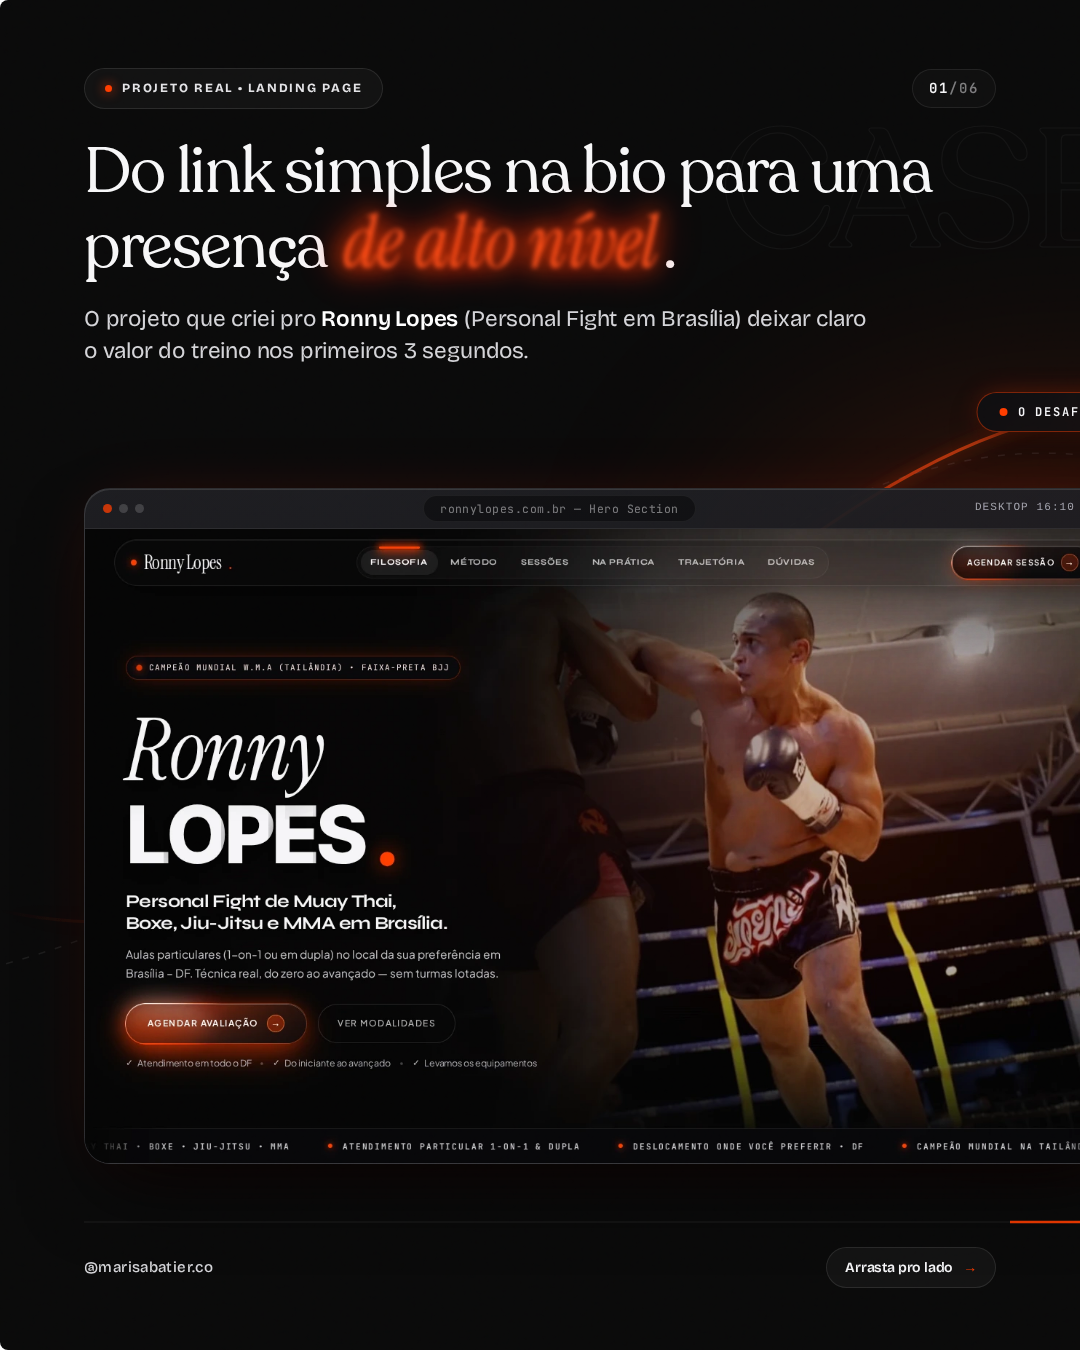 PROJETO REAL • LANDING PAGE
01/06
CASE
Do link simples na bio para uma
presença de alto nível.
O projeto que criei pro Ronny Lopes (Personal Fight em Brasília) deixar claro
o valor do treino nos primeiros 3 segundos.
O DESAF
ronnylopes.com.br — Hero Section
DESKTOP 16:10
Ronny Lopes .
FILOSOFIA MÉTODO SESSÕES NA PRÁTICA TRAJETÓRIA DÚVIDAS
AGENDAR SESSÃO →
CAMPEÃO MUNDIAL W.M.A (TAILÂNDIA) • FAIXA-PRETA BJJ
Ronny
LOPES.
Personal Fight de Muay Thai,
Boxe, Jiu-Jitsu e MMA em Brasília.
Aulas particulares (1-on-1 ou em dupla) no local da sua preferência em
Brasília – DF. Técnica real, do zero ao avançado — sem turmas lotadas.
AGENDAR AVALIAÇÃO →
VER MODALIDADES
✓ Atendimento em todo o DF • ✓ Do iniciante ao avançado • ✓ Levamos os equipamentos
THAI • BOXE • JIU-JITSU • MMA • ATENDIMENTO PARTICULAR 1-ON-1 & DUPLA • DESLOCAMENTO ONDE VOCÊ PREFERIR • DF • CAMPEÃO MUNDIAL NA TAILÂN
@marisabatier.co
Arrasta pro lado →